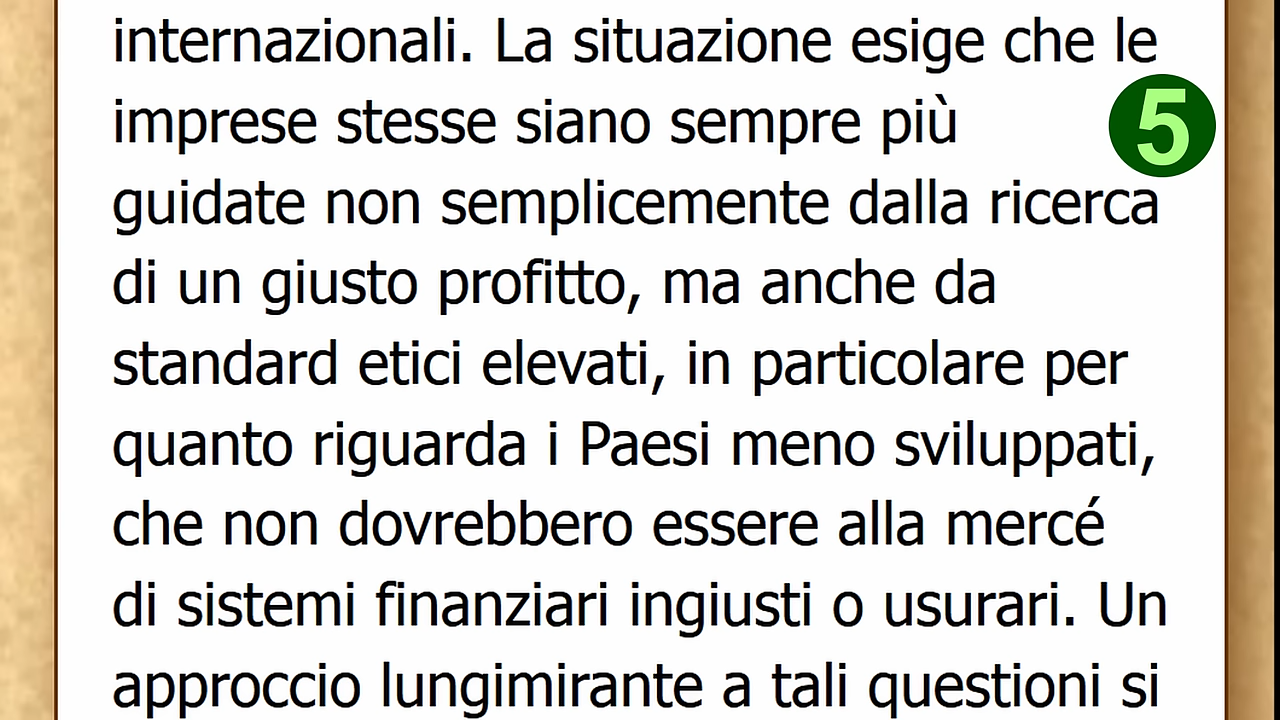 internazionali. La situazione esige che le
imprese stesse siano sempre più
5
guidate non semplicemente dalla ricerca
di un giusto profitto, ma anche da
standard etici elevati, in particolare per
quanto riguarda i Paesi meno sviluppati,
che non dovrebbero essere alla mercé
di sistemi finanziari ingiusti o usurari. Un
approccio lungimirante a tali questioni si